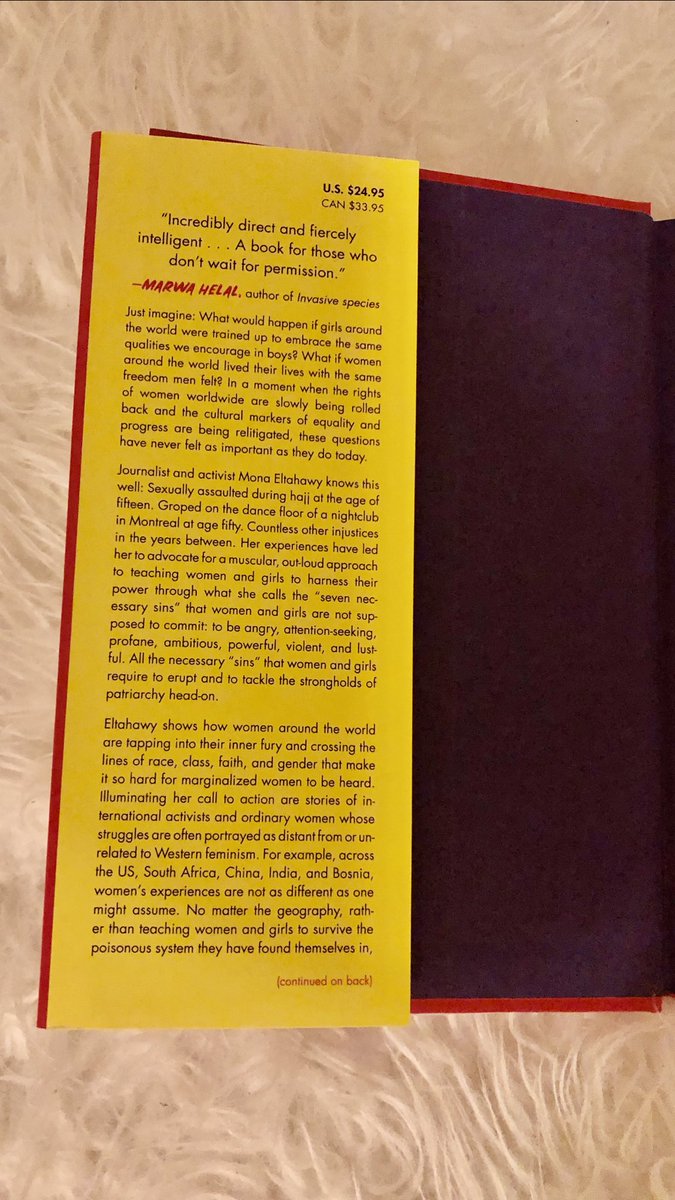 U.S. $24.95
CAN $33.95
“Incredibly direct and fiercely
intelligent . . . A book for those who
don’t wait for permission.”
—MARWA HELAL, author of Invasive species
Just imagine: What would happen if girls around
the world were trained up to embrace the same
qualities we encourage in boys? What if women
around the world lived their lives with the same
freedom men felt? In a moment when the rights
of women worldwide are slowly being rolled
back and the cultural markers of equality and
progress are being relitigated, these questions
have never felt as important as they do today.
Journalist and activist Mona Eltahawy knows this
well: Sexually assaulted during hajj at the age of
fifteen. Groped on the dance floor of a nightclub
in Montreal at age fifty. Countless other injustices
in the years between. Her experiences have led
her to advocate for a muscular, out-loud approach
to teaching women and girls to harness their
power through what she calls the “seven nec-
essary sins” that women and girls are not sup-
posed to commit: to be angry, attention-seeking,
profane, ambitious, powerful, violent, and lust-
ful. All the necessary “sins” that women and girls
require to erupt and to tackle the strongholds of
patriarchy head-on.
Eltahawy shows how women around the world
are tapping into their inner fury and crossing the
lines of race, class, faith, and gender that make
it so hard for marginalized women to be heard.
Illuminating her call to action are stories of in-
ternational activists and ordinary women whose
struggles are often portrayed as distant from or un-
related to Western feminism. For example, across
the US, South Africa, China, India, and Bosnia,
women’s experiences are not as different as one
might assume. No matter the geography, rath-
er than teaching women and girls to survive the
poisonous system they have found themselves in,
(continued on back)